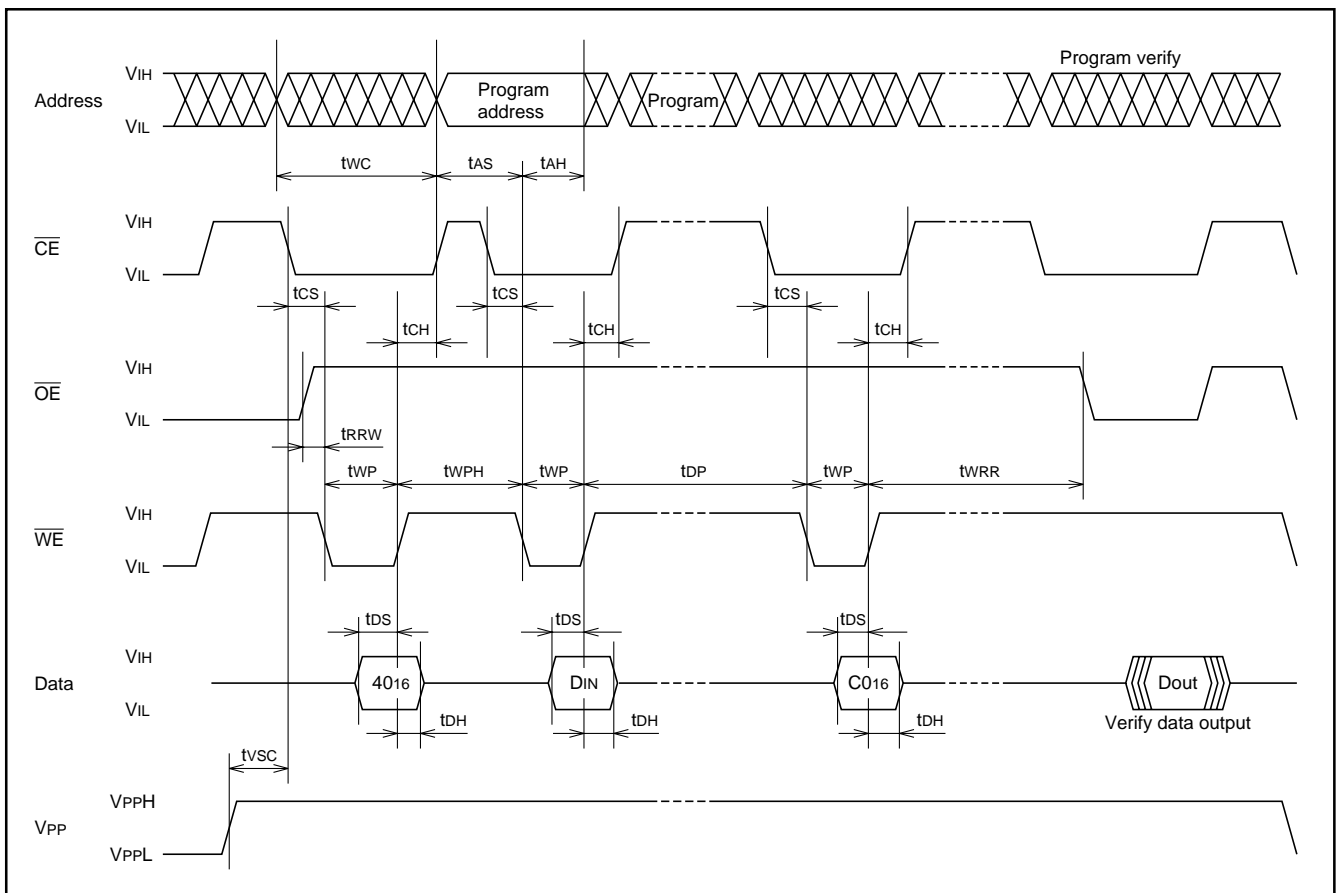 Program verify
Address
VIH
VIL
Program
address
Program
tWC
tAS
tAH
CE
VIH
VIL
tCS
tCS
tCS
tCH
tCH
tCH
OE
VIH
VIL
tRRW
tWP
tWPH
tWP
tDP
tWP
tWRR
WE
VIH
VIL
tDS
tDS
tDS
Data
VIH
VIL
4016
DIN
C016
Dout
tDH
tDH
tDH
Verify data output
tVSC
VPP
VPPH
VPPL